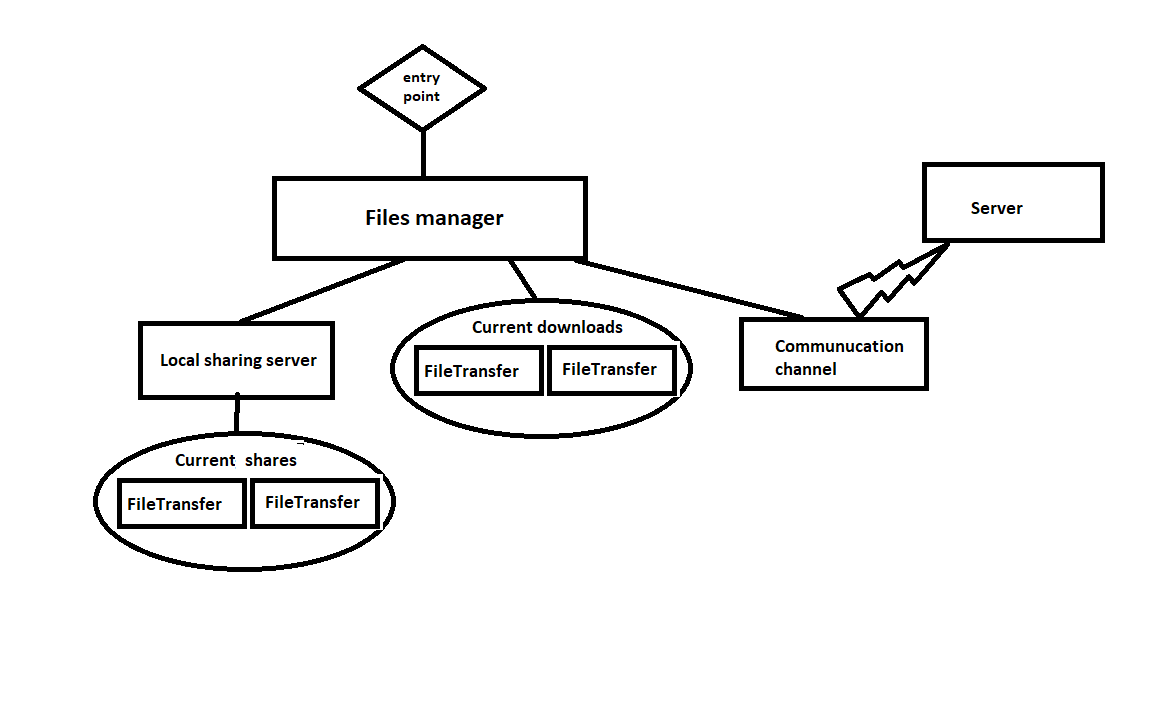 entry
point
Files manager
Server
Local sharing server
Current downloads
FileTransfer
FileTransfer
Communucation
channel
Current  shares
FileTransfer
FileTransfer